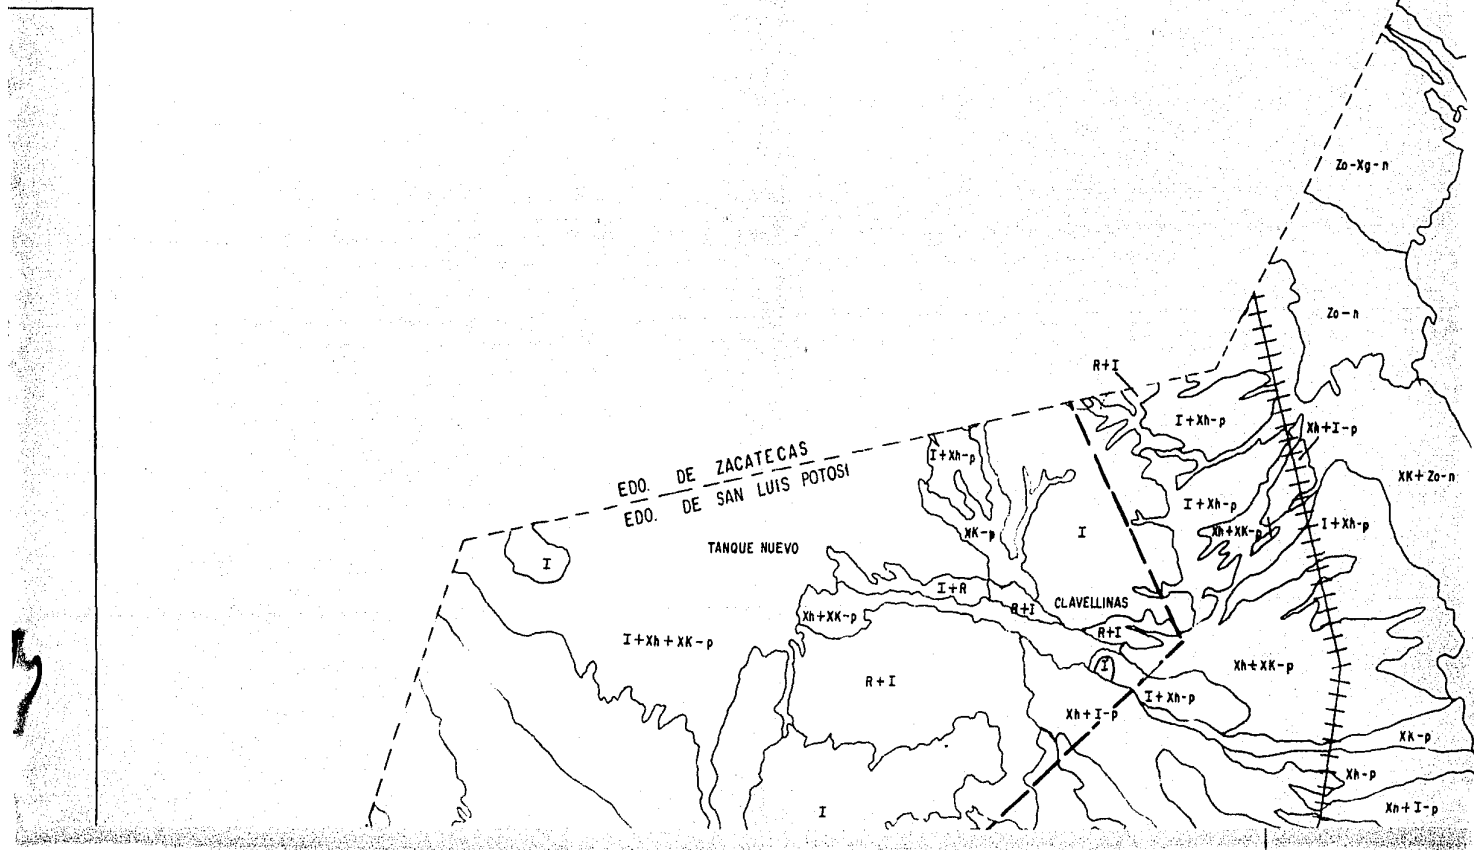 Zo-Xg-n
Zo-n
R+I
I+Xh-p
Xh+I-p
EDO. DE ZACATECAS
EDO. DE SAN LUIS POTOSI
I+Xh-p
XK+Zo-n
I+Xh-p
Xh+XK-p
I+Xh-p
XK-p
I
TANQUE NUEVO
I
I+R
R+I
CLAVELLINAS
Xh+XK-p
R+I
I+Xh+XK-p
I
Xh+XK-p
R+I
I+Xh-p
Xh+I-p
XK-p
Xh-p
I
Xh+I-p